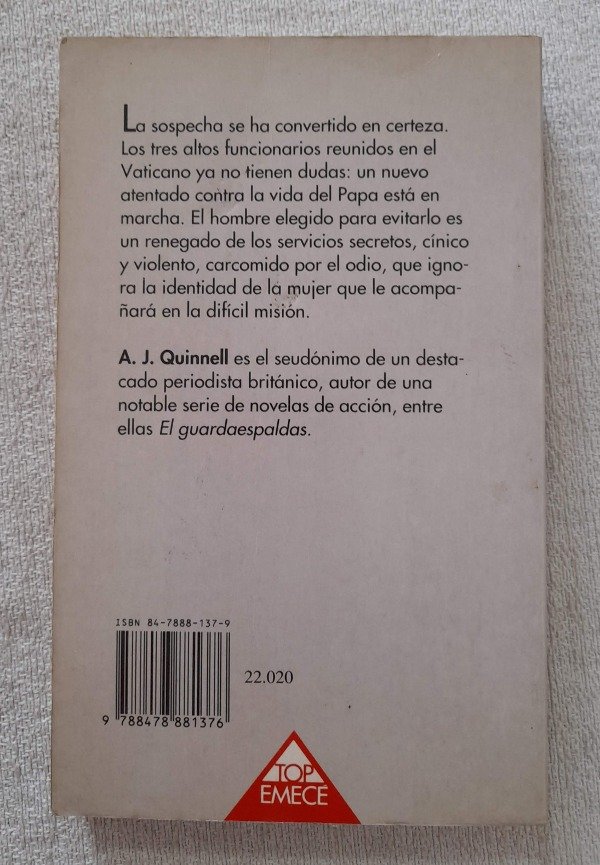 La sospecha se ha convertido en certeza.
Los tres altos funcionarios reunidos en el
Vaticano ya no tienen dudas: un nuevo
atentado contra la vida del Papa está en
marcha. El hombre elegido para evitarlo es
un renegado de los servicios secretos, cínico
y violento, carcomido por el odio, que igno-
ra la identidad de la mujer que le acompa-
ñará en la difícil misión.
A. J. Quinnell es el seudónimo de un desta-
cado periodista británico, autor de una
notable serie de novelas de acción, entre
ellas El guardaespaldas.
ISBN 84-7888-137-9
9 788478 881376
22.020
TOP
EMECÉ